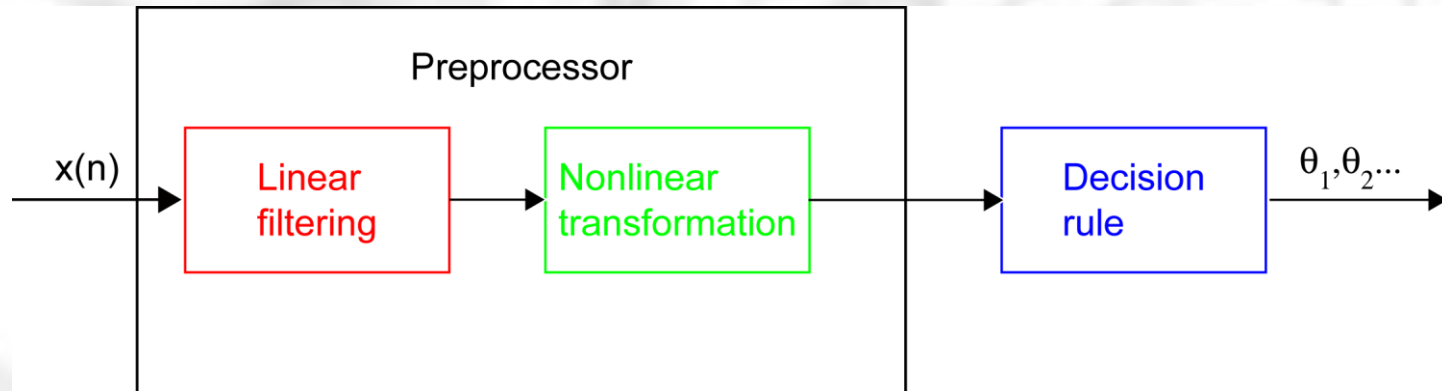 Preprocessor
x(n)
Linear
filtering
Nonlinear
transformation
Decision
rule
θ₁,θ₂...